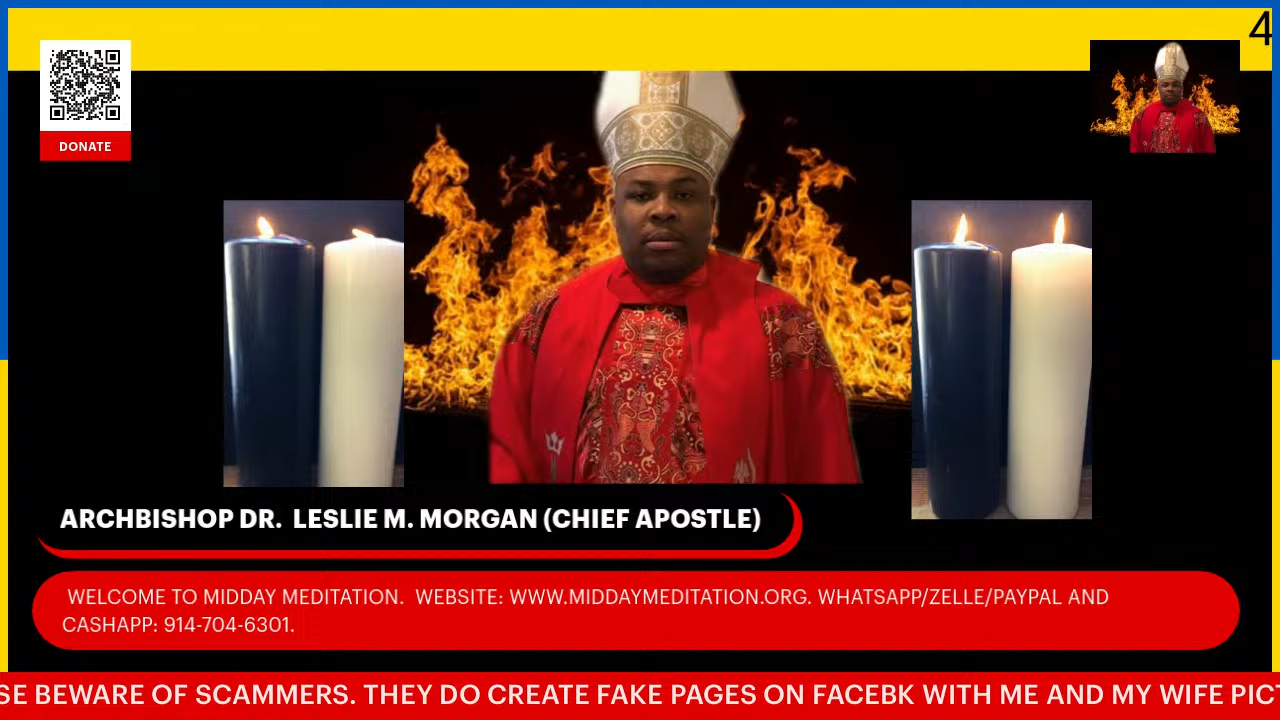 4
DONATE
ARCHBISHOP DR. LESLIE M. MORGAN (CHIEF APOSTLE)
WELCOME TO MIDDAY MEDITATION. WEBSITE: WWW.MIDDAYMEDITATION.ORG. WHATSAPP/ZELLE/PAYPAL AND
CASHAPP: 914-704-6301.
SE BEWARE OF SCAMMERS. THEY DO CREATE FAKE PAGES ON FACEBK WITH ME AND MY WIFE PICT